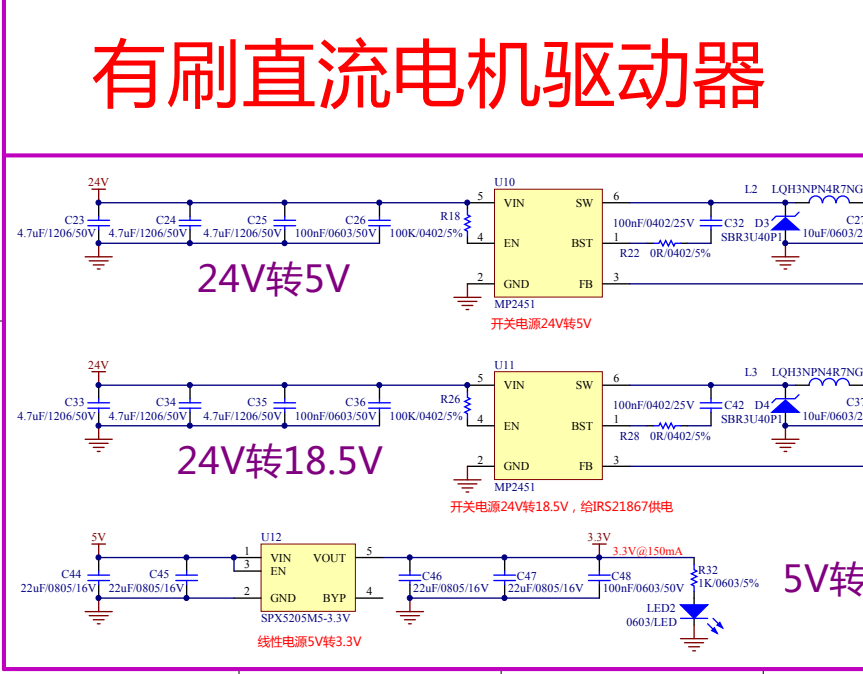 有刷直流电机驱动器
24V
C23
4.7uF/1206/50V
C24
4.7uF/1206/50V
C25
4.7uF/1206/50V
C26
100nF/0603/50V
R18
100K/0402/5%
U10
5
VIN
SW
6
4
EN
BST
1
2
GND
FB
3
MP2451
开关电源24V转5V
100nF/0402/25V
C32
R22
0R/0402/5%
D3
SBR3U40P1
L2
LQH3NPN4R7NG
C27
10uF/0603/2
24V转5V
24V
C33
4.7uF/1206/50V
C34
4.7uF/1206/50V
C35
4.7uF/1206/50V
C36
100nF/0603/50V
R26
100K/0402/5%
U11
5
VIN
SW
6
4
EN
BST
1
2
GND
FB
3
MP2451
开关电源24V转18.5V，给IRS21867供电
100nF/0402/25V
C42
R28
0R/0402/5%
D4
SBR3U40P1
L3
LQH3NPN4R7NG
C37
10uF/0603/2
24V转18.5V
5V
C44
22uF/0805/16V
C45
22uF/0805/16V
U12
1
VIN
VOUT
5
3
EN
2
GND
BYP
4
SPX5205M5-3.3V
线性电源5V转3.3V
C46
22uF/0805/16V
C47
22uF/0805/16V
3.3V
3.3V@150mA
C48
100nF/0603/50V
R32
1K/0603/5%
LED2
0603/LED
5V转